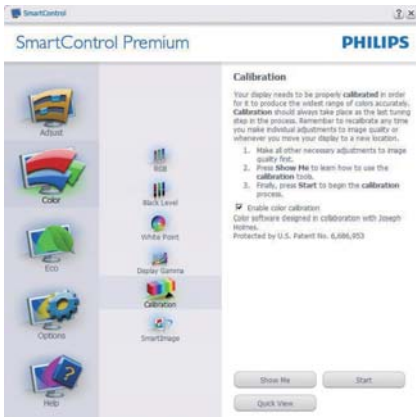 SmartControl
SmartControl Premium
PHILIPS
Adjust
Color
Eco
Options
Help
RGB
Black Level
White Point
Display Gamma
Calibration
SmartImage
Calibration
Your display needs to be properly calibrated in order
for it to produce the widest range of colors accurately.
Calibration should always take place as the last tuning
step in the process. Remember to recalibrate any time
you make individual adjustments to image quality or
whenever you move your display to a new location.
1. Make all other necessary adjustments to image
quality first.
2. Press Show Me to learn how to use the
calibration tools.
3. Finally, press Start to begin the calibration
process.
Enable color calibration
Color software designed in collaboration with Joseph
Holmes.
Protected by U.S. Patent No. 6,686,953
Show Me
Start
Quick View